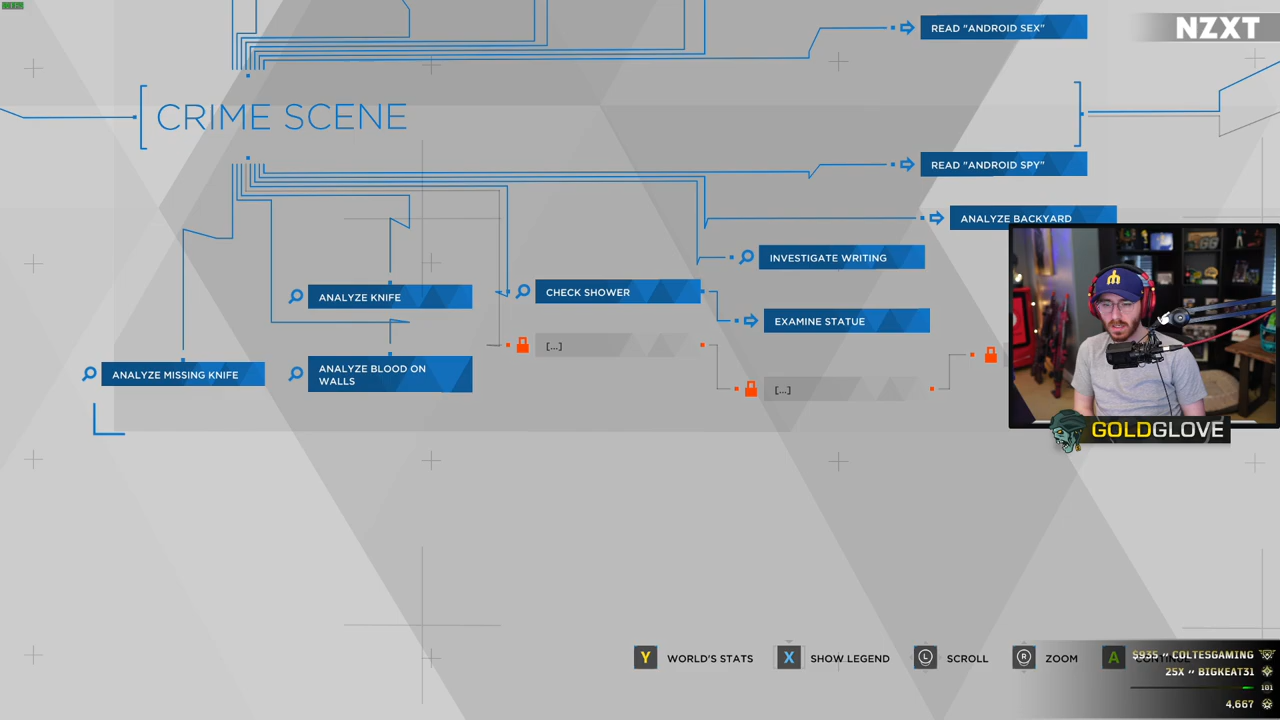 READ "ANDROID SEX"
NZXT
CRIME SCENE
READ "ANDROID SPY"
ANALYZE BACKYARD
INVESTIGATE WRITING
CHECK SHOWER
ANALYZE KNIFE
EXAMINE STATUE
[...]
ANALYZE MISSING KNIFE
ANALYZE BLOOD ON
WALLS
[...]
GOLDGLOVE
Y WORLD'S STATS
X SHOW LEGEND
L SCROLL
R ZOOM
A CONTINUE
$935 COLTESGAMING
25X BIGKEAT31
101
4,667